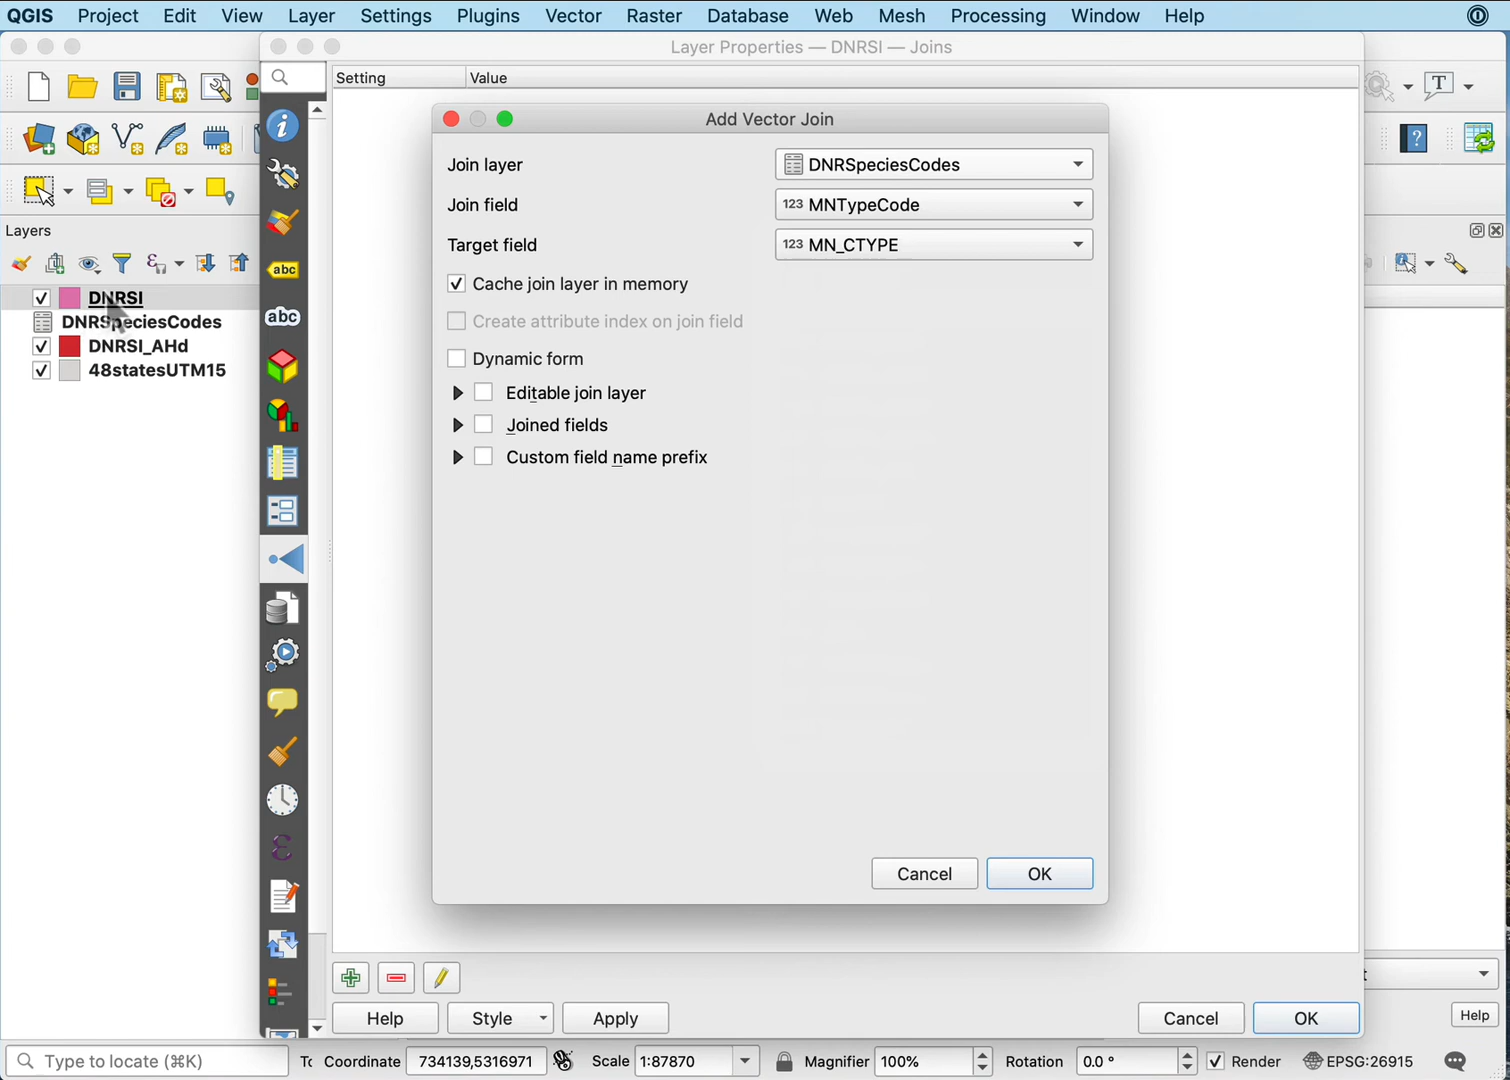 QGIS Project Edit View Layer Settings Plugins Vector Raster Database Web Mesh Processing Window Help
Layer Properties — DNRSI — Joins
Setting Value
Add Vector Join
Join layer DNRSpeciesCodes
Join field 123 MNTypeCode
Target field 123 MN_CTYPE
Cache join layer in memory
Create attribute index on join field
Dynamic form
Editable join layer
Joined fields
Custom field name prefix
Cancel OK
Layers
DNRSI
DNRSpeciesCodes
DNRSI_AHd
48statesUTM15
abc
abc
Help Style Apply Cancel OK
Help
Type to locate (⌘K) Coordinate 734139,5316971 Scale 1:87870 Magnifier 100% Rotation 0.0 ° Render EPSG:26915